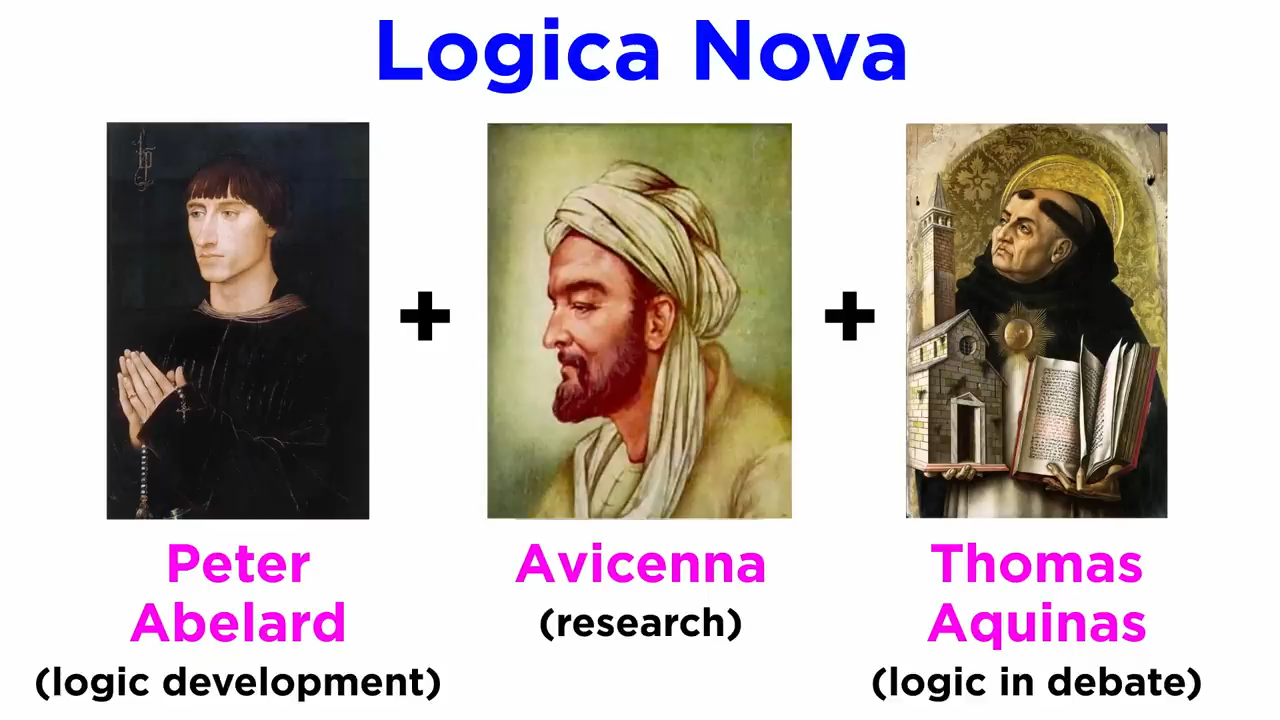 Logica Nova
+
+
Peter
Abelard
(logic development)
Avicenna
(research)
Thomas
Aquinas
(logic in debate)